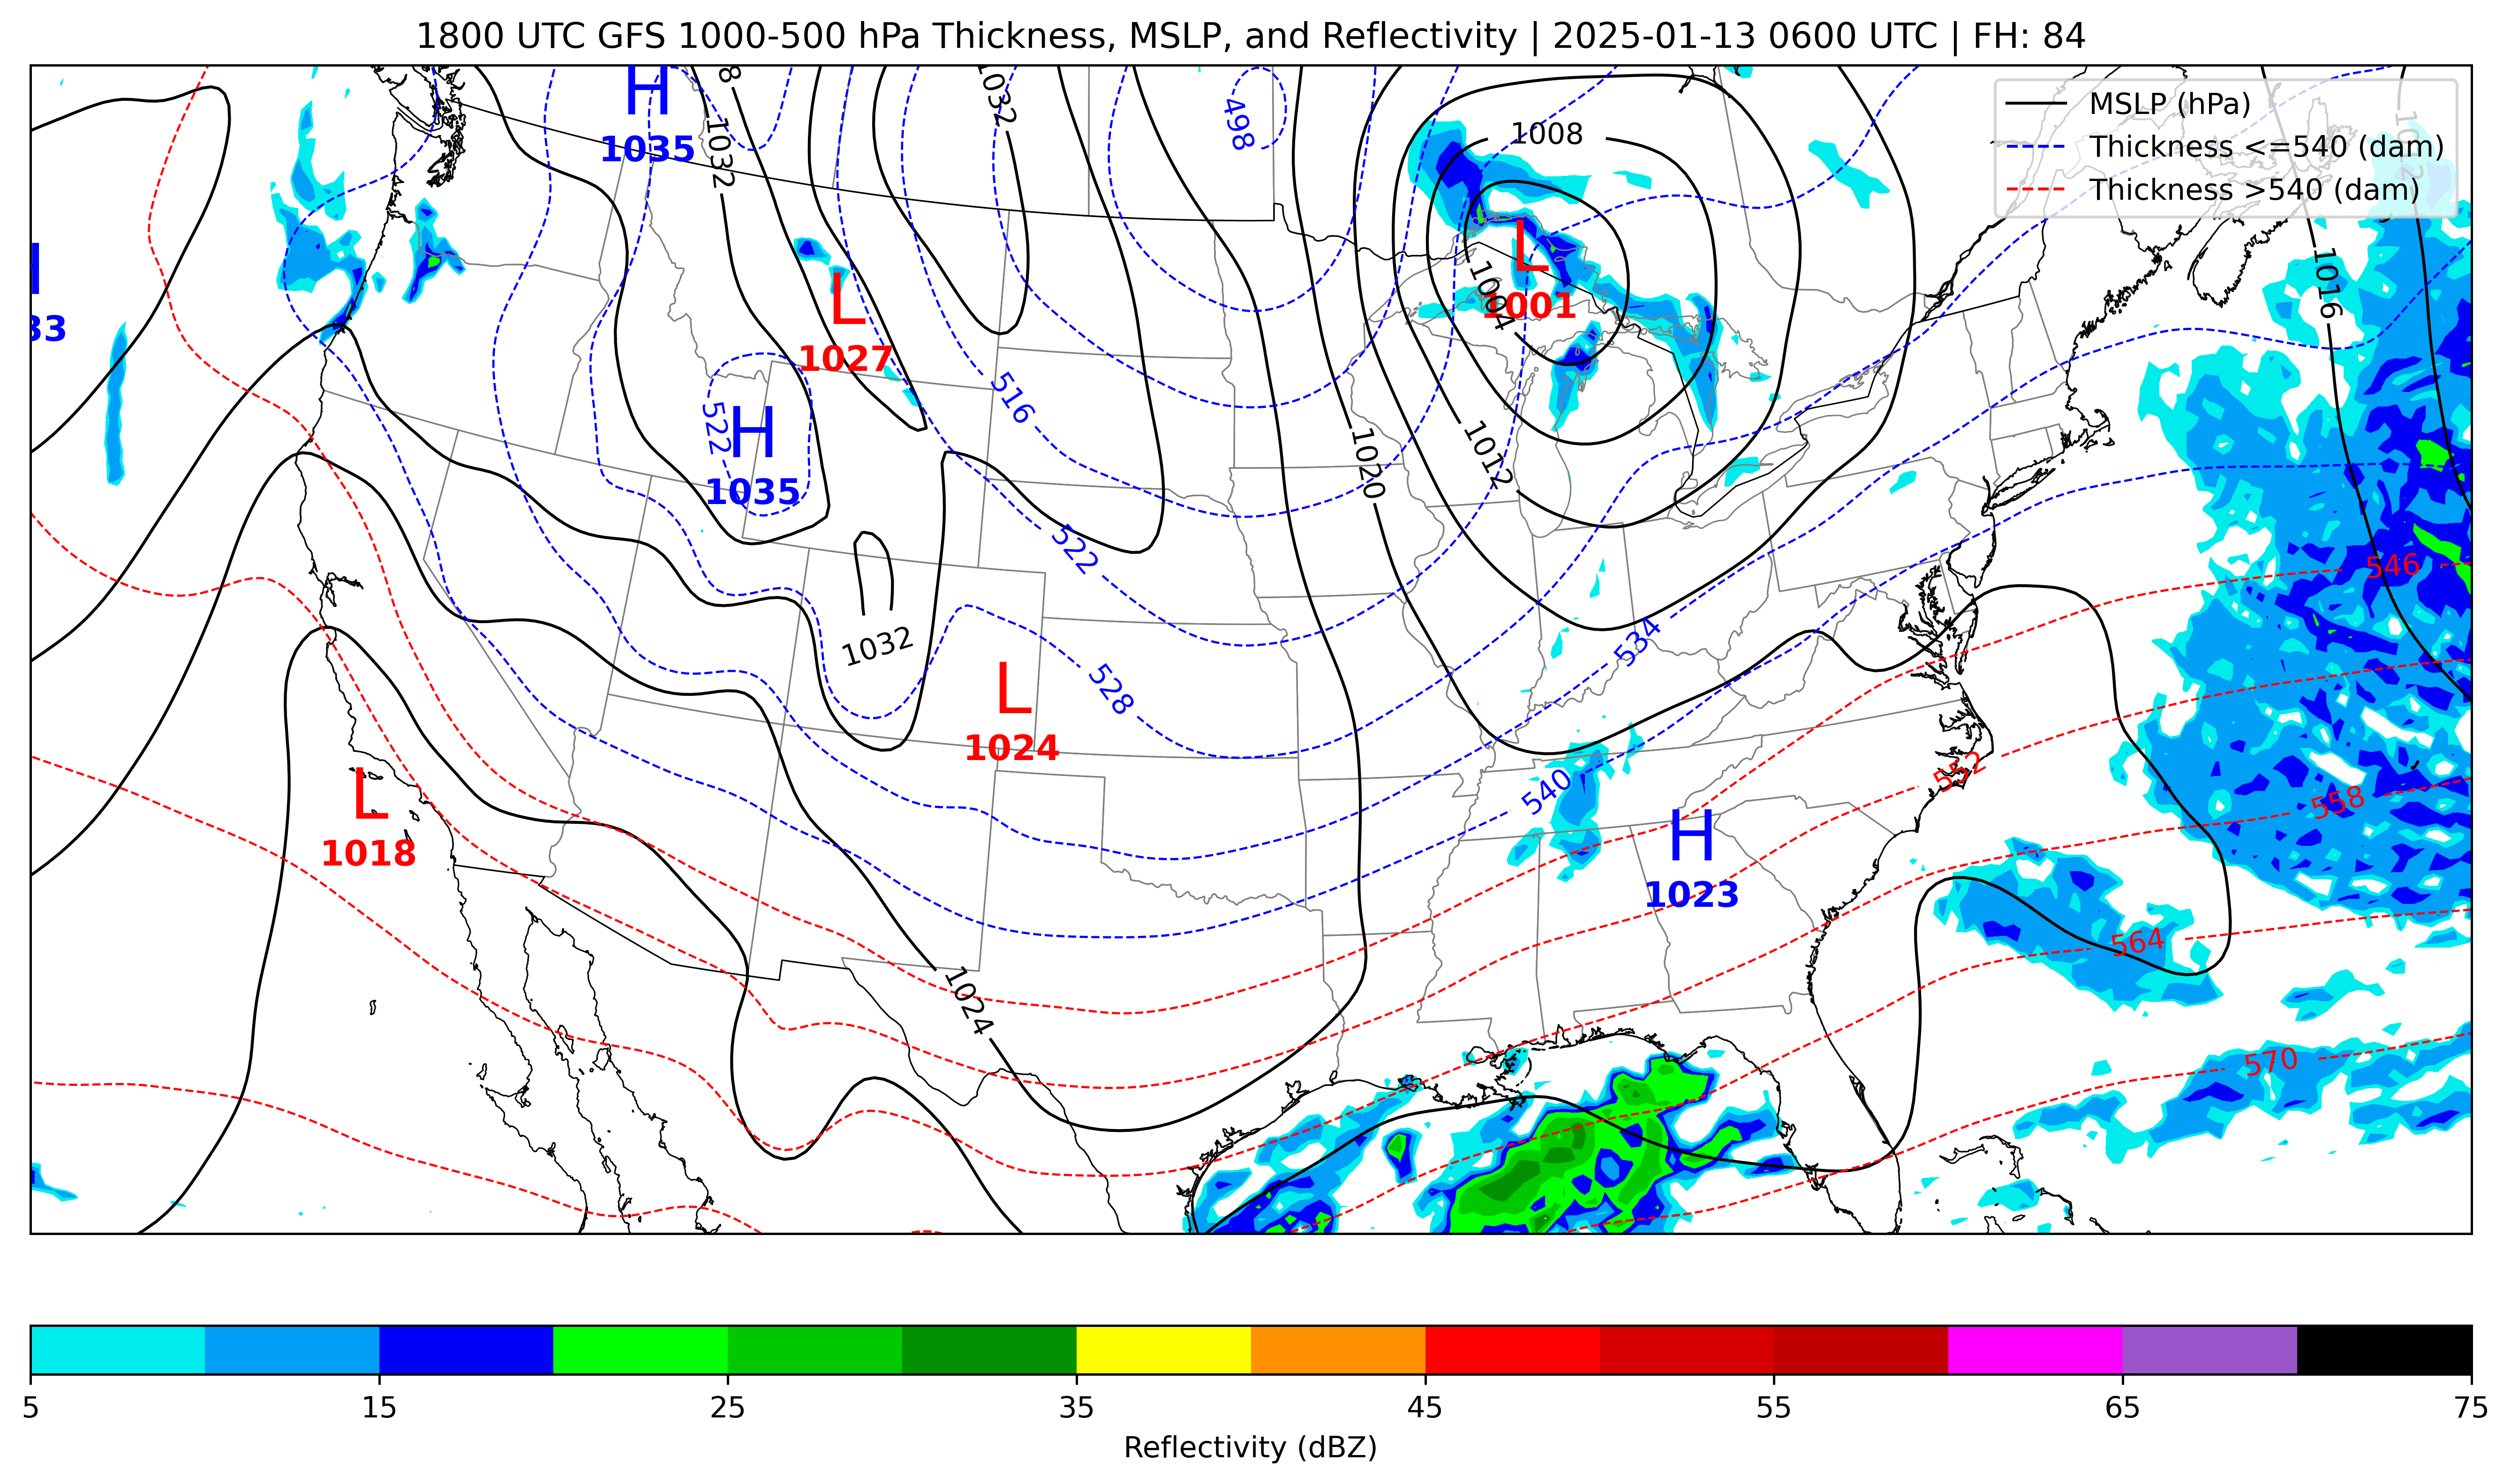 1800 UTC GFS 1000-500 hPa Thickness, MSLP, and Reflectivity | 2025-01-13 0600 UTC | FH: 84
MSLP (hPa)
Thickness <=540 (dam)
Thickness >540 (dam)
H
1035
1032
1032
498
1008
1012
L
1001
1004
H
33
L
1027
1016
H
1035
522
516
1020
1012
522
546
1032
534
528
L
1024
540
552
558
L
1018
H
1023
564
1024
570
5
15
25
35
45
55
65
75
Reflectivity (dBZ)